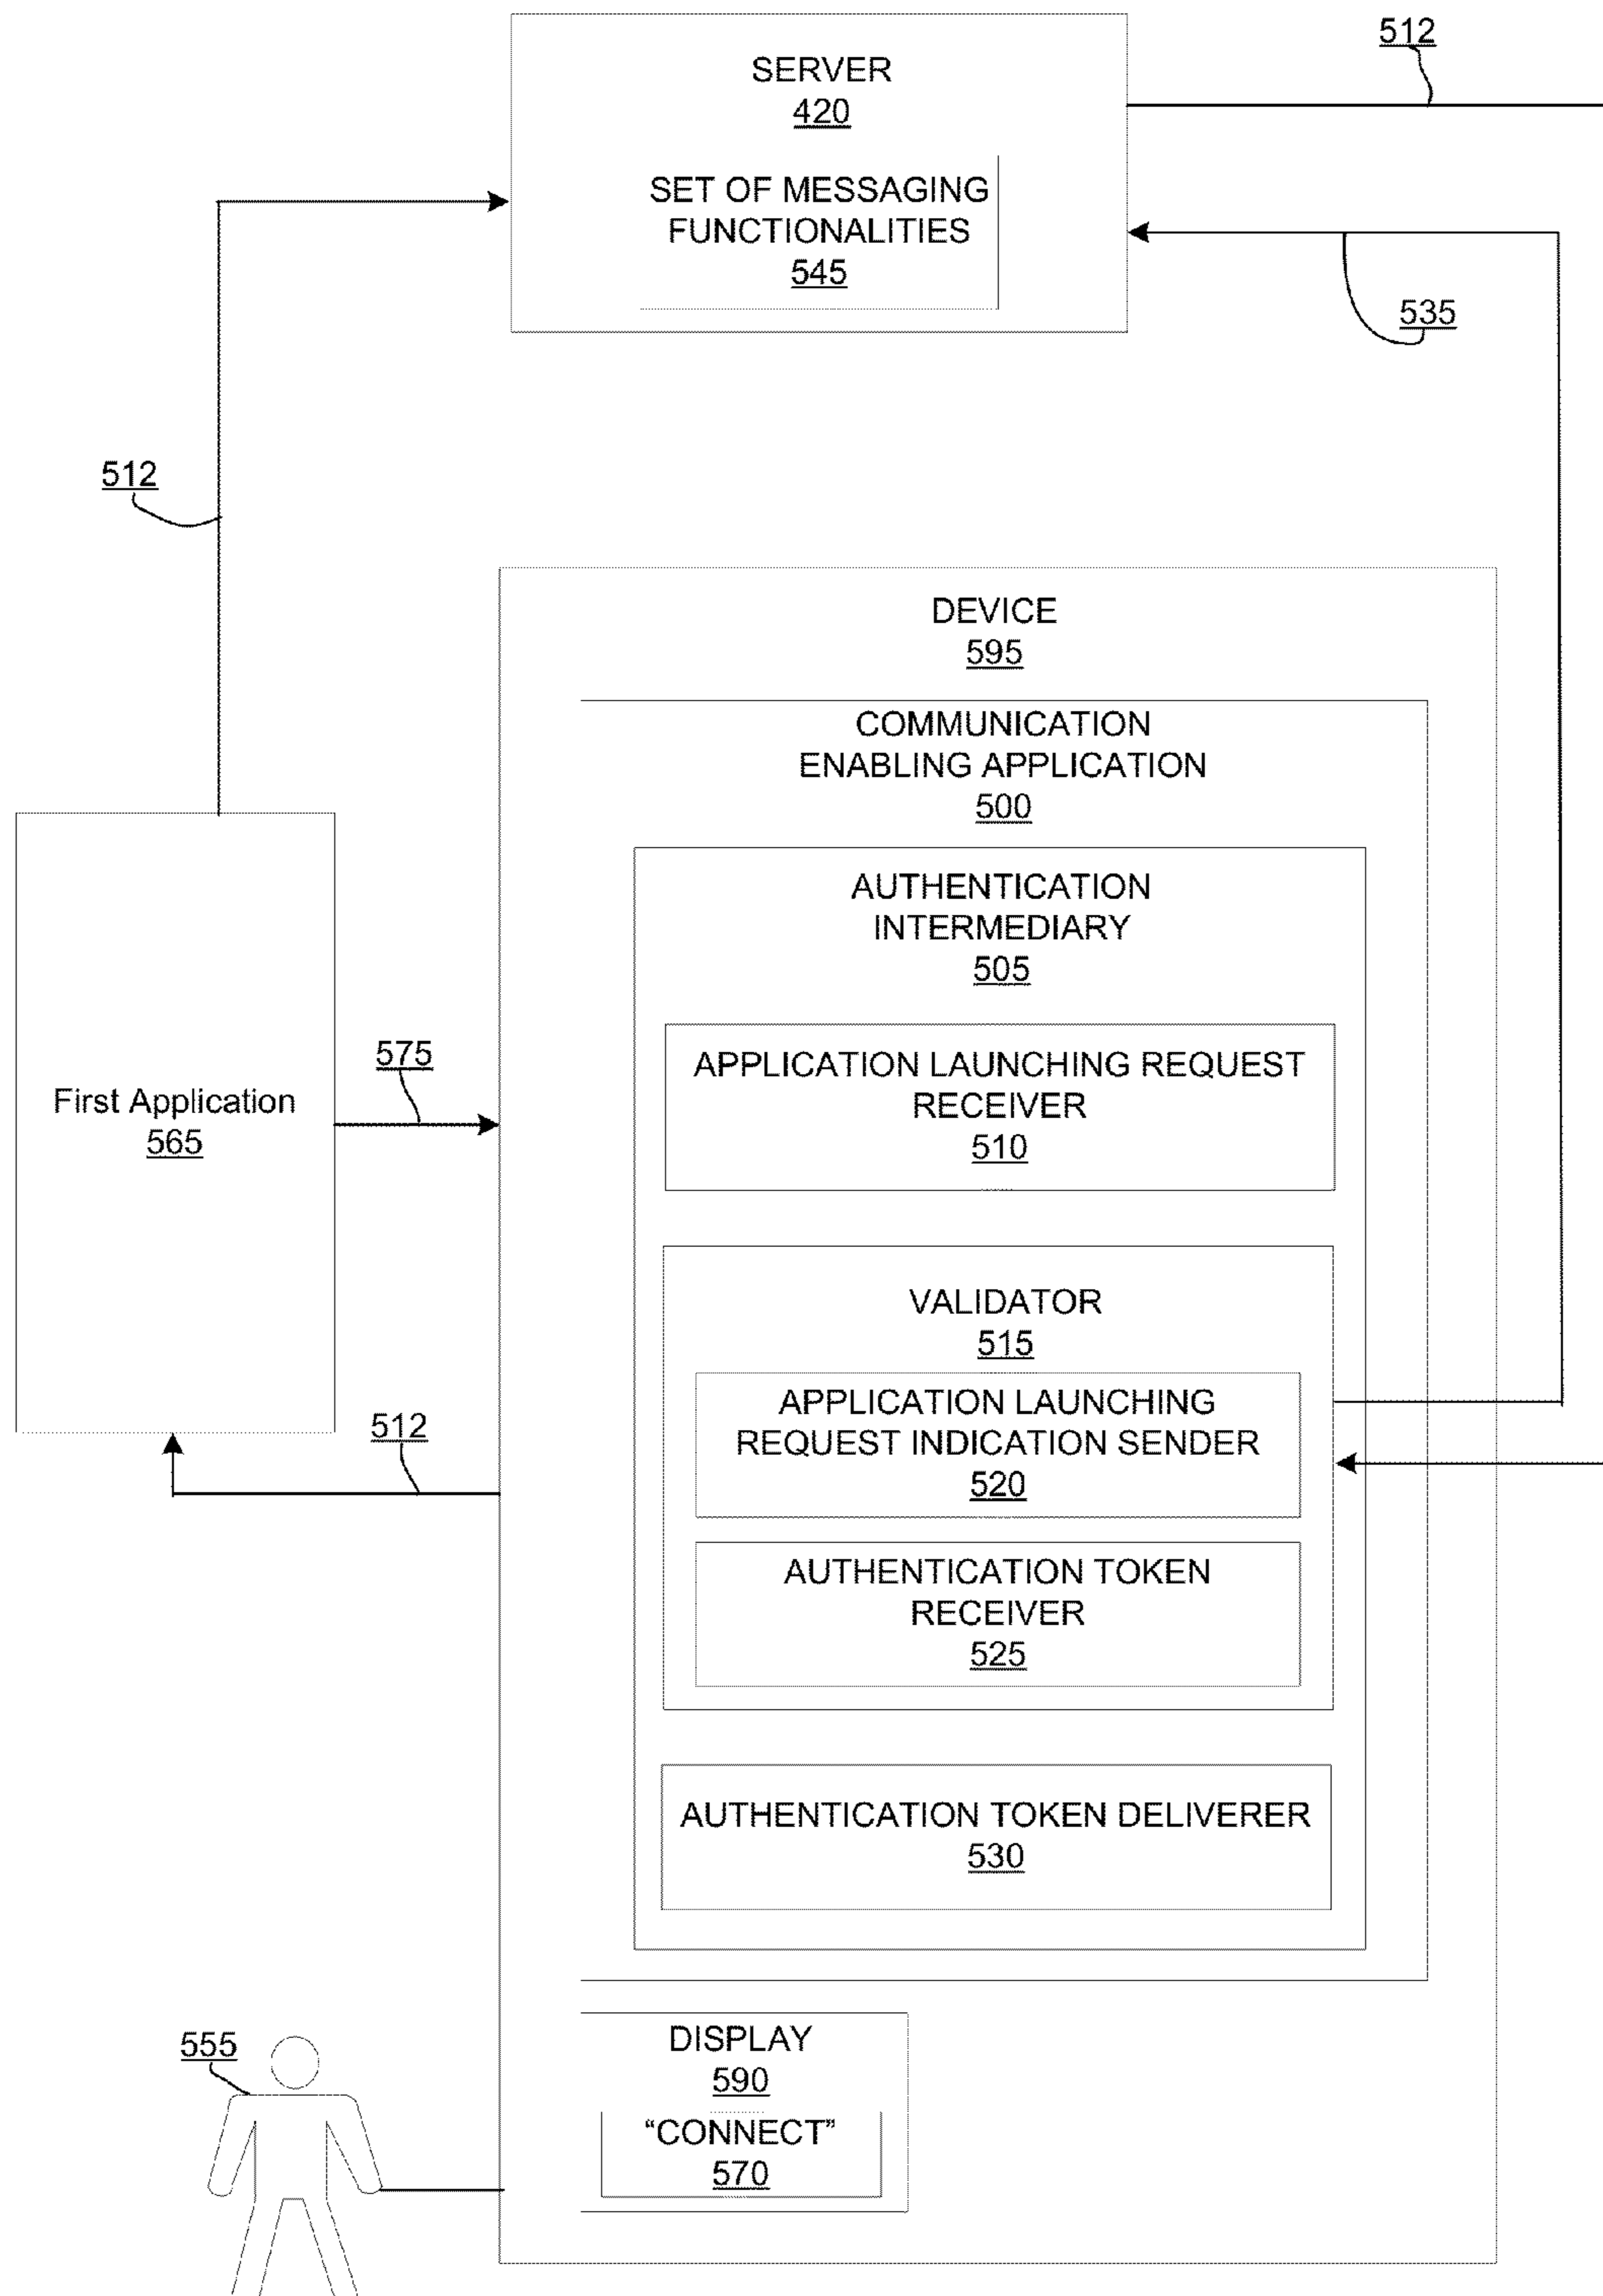 512
SERVER
420
SET OF MESSAGING
FUNCTIONALITIES
545
535
512
DEVICE
595
COMMUNICATION
ENABLING APPLICATION
500
AUTHENTICATION
INTERMEDIARY
505
575
APPLICATION LAUNCHING REQUEST
RECEIVER
510
First Application
565
VALIDATOR
515
512
APPLICATION LAUNCHING
REQUEST INDICATION SENDER
520
AUTHENTICATION TOKEN
RECEIVER
525
AUTHENTICATION TOKEN DELIVERER
530
555
DISPLAY
590
“CONNECT”
570